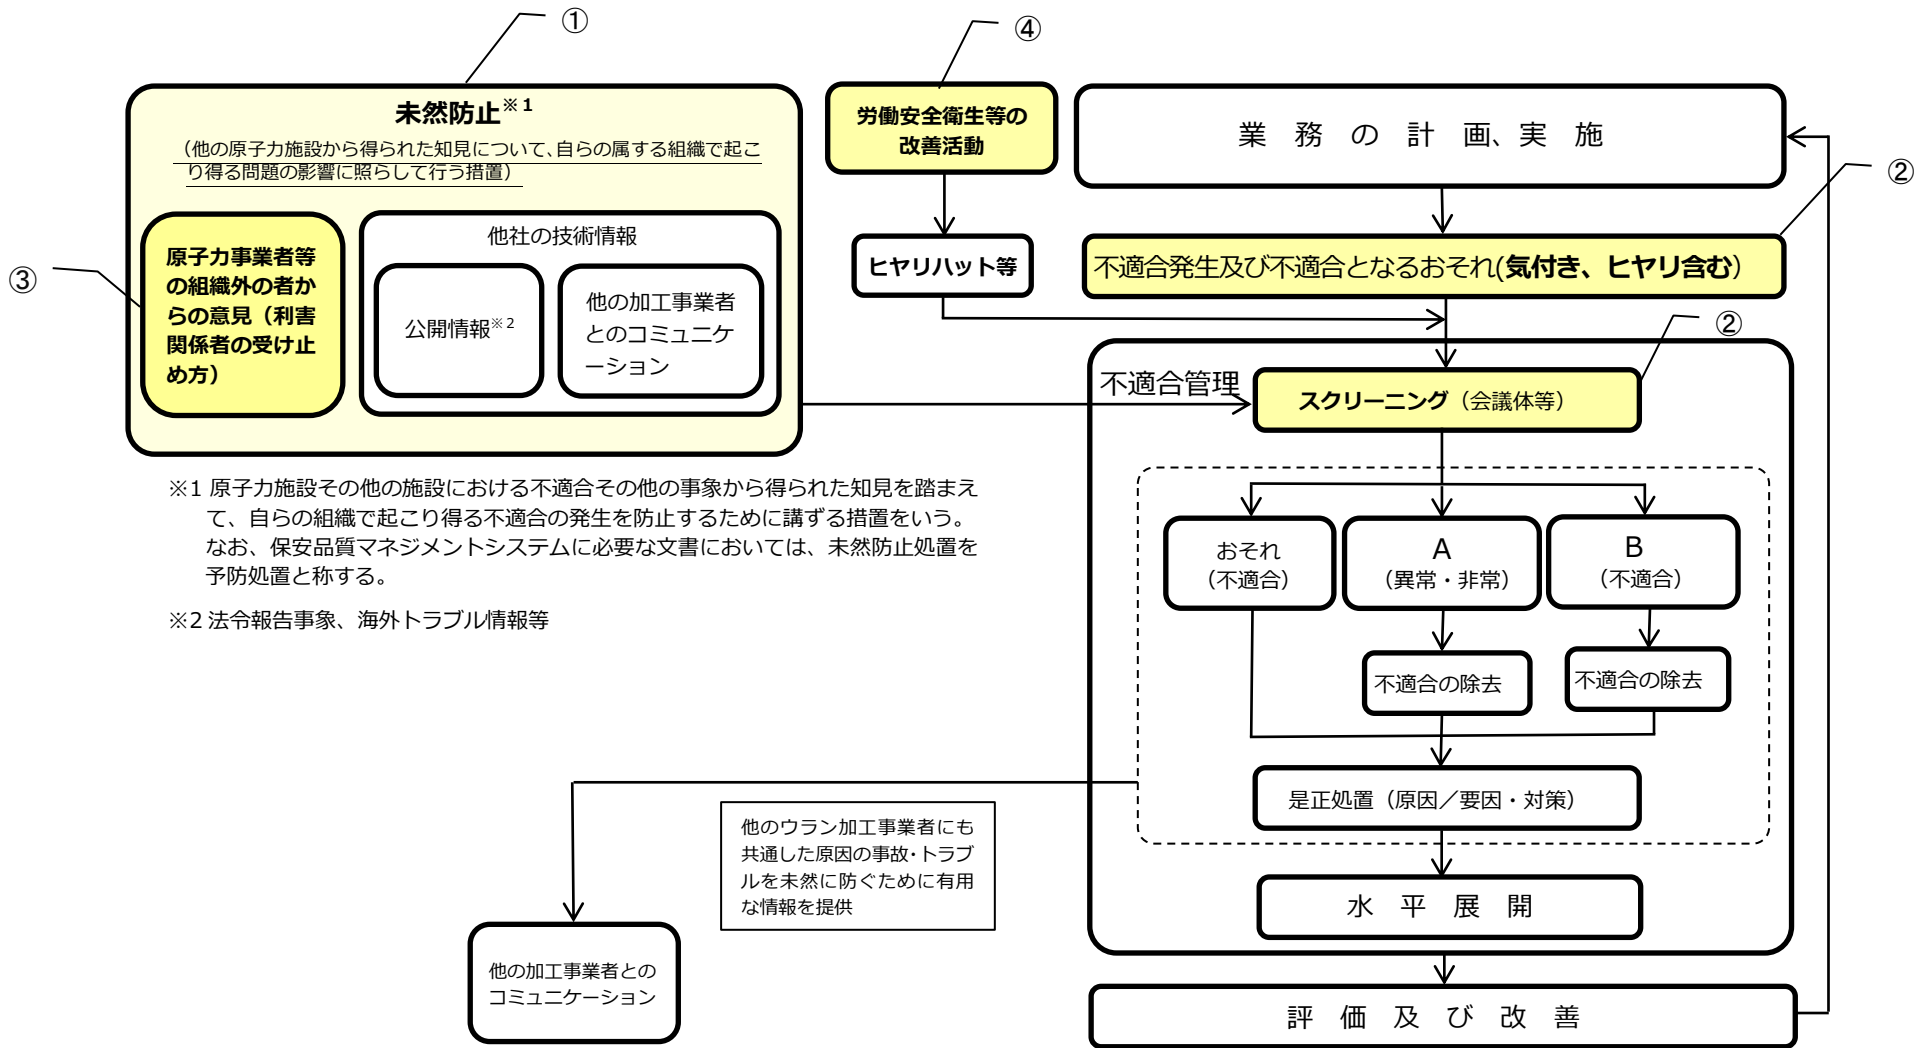 ①
未然防止※1
（他の原子力施設から得られた知見について、自らの属する組織で起こ
り得る問題の影響に照らして行う措置）
③
原子力事業者等
の組織外の者か
らの意見（利害
関係者の受け止
め方）
他社の技術情報
公開情報※2
他の加工事業者
とのコミュニケ
ーション
④
労働安全衛生等の
改善活動
ヒヤリハット等
業務の計画、実施
②
不適合発生及び不適合となるおそれ(気付き、ヒヤリ含む）
②
不適合管理
スクリーニング（会議体等）
おそれ
（不適合）
A
（異常・非常）
B
（不適合）
不適合の除去
不適合の除去
是正処置（原因／要因・対策）
水平展開
評価及び改善
※1 原子力施設その他の施設における不適合その他の事象から得られた知見を踏まえ
て、自らの組織で起こり得る不適合の発生を防止するために講ずる措置をいう。
なお、保安品質マネジメントシステムに必要な文書においては、未然防止処置を
予防処置と称する。
※2 法令報告事象、海外トラブル情報等
他のウラン加工事業者にも
共通した原因の事故・トラブ
ルを未然に防ぐために有用
な情報を提供
他の加工事業者との
コミュニケーション